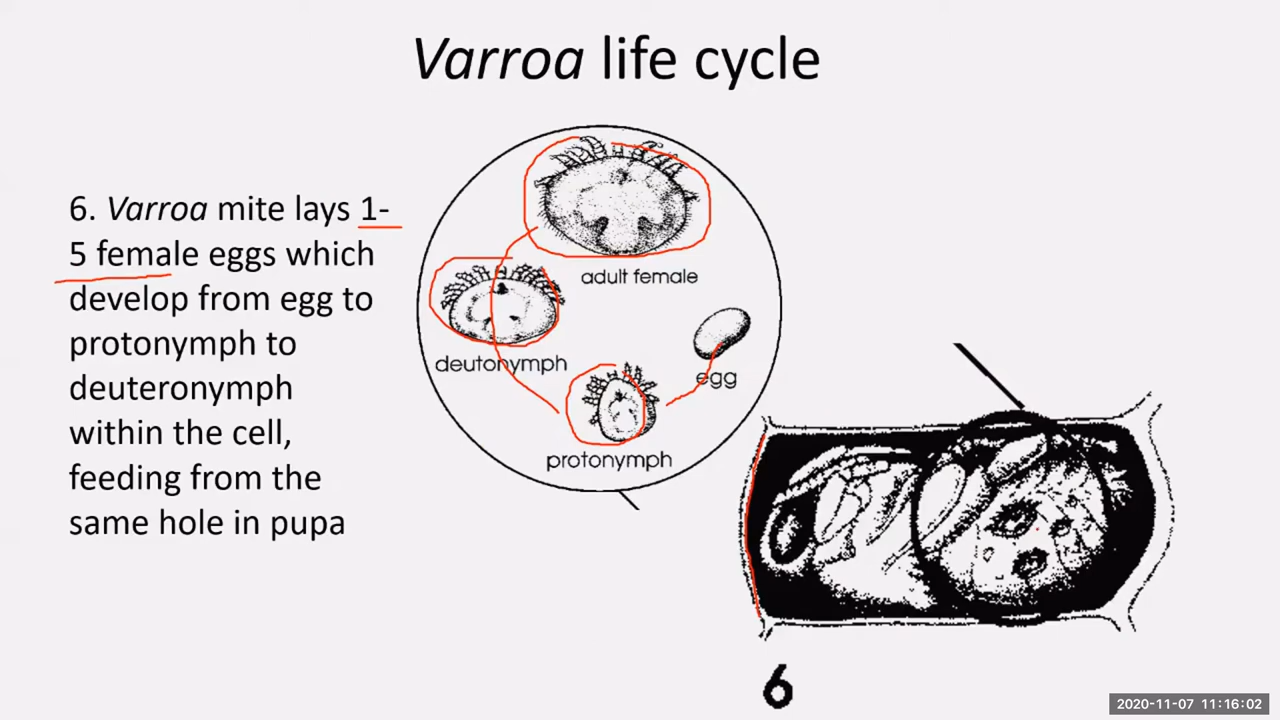 Varroa life cycle
6. Varroa mite lays 1-
5 female eggs which
develop from egg to
protonymph to
deuteronymph
within the cell,
feeding from the
same hole in pupa
adult female
deutonymph
egg
protonymph
6
2020-11-07 11:16:02